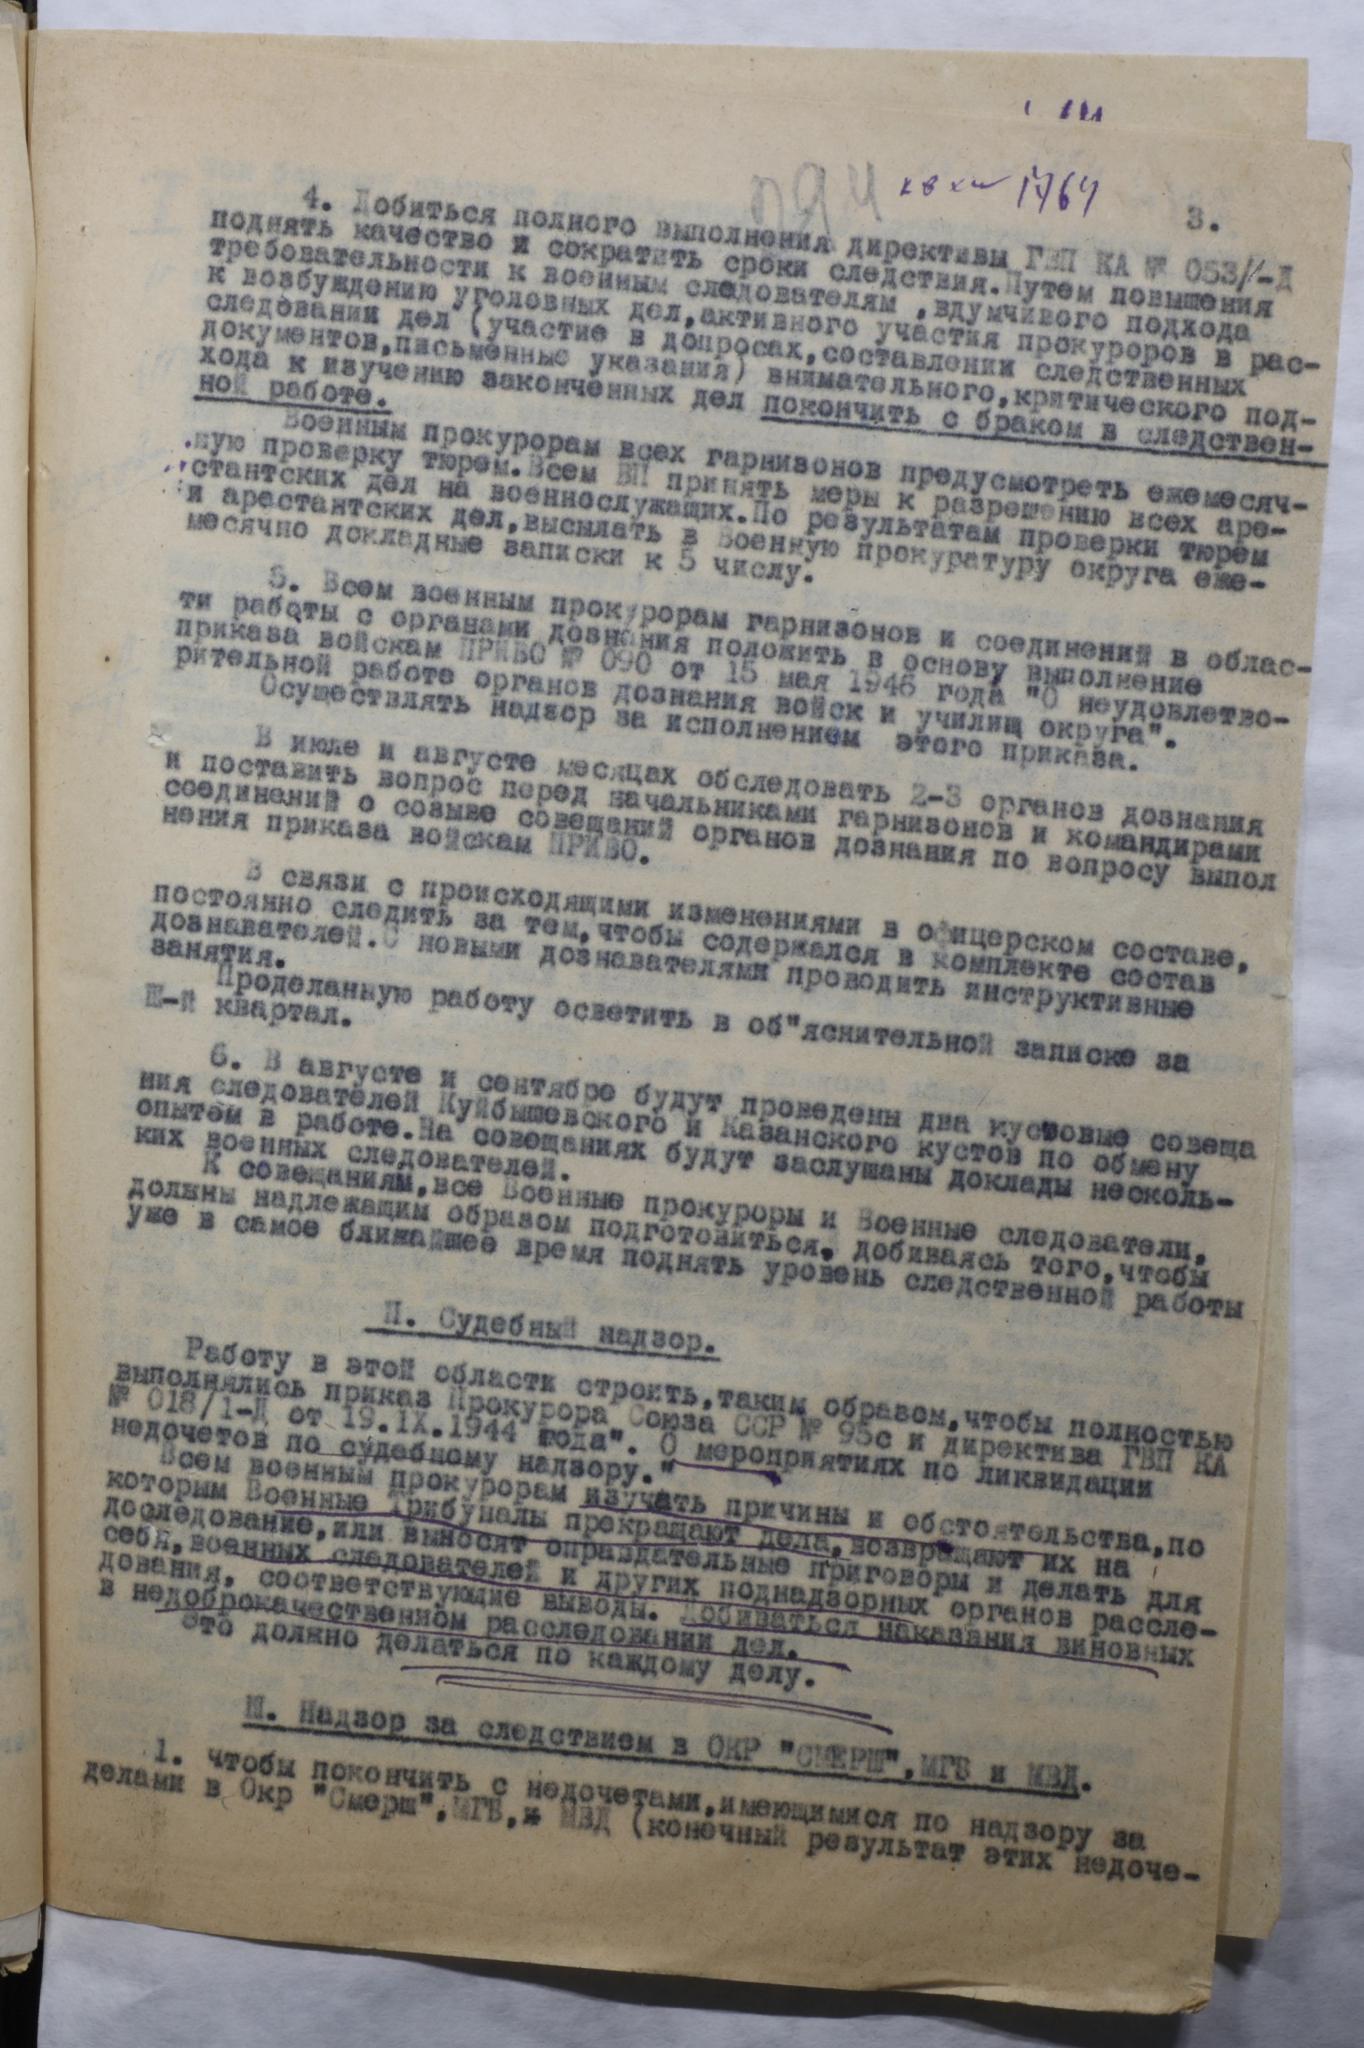 3.
4. Добиться полного выполнения директивы ГВП КА № 053/-Д
поднять качество и сократить сроки следствия.Путем повышения
требовательности к военным следователям ,вдумчивого подхода
к возбуждению уголовных дел,активного участия прокуроров в рас-
следовании дел (участие в допросах,составлении следственных
документов,письменные указания) внимательного,критического под-
хода к изучению законченных дел покончить с браком в следствен-
ной работе.
Военным прокурорам всех гарнизонов предусмотреть ежемесяч-
ную проверку тюрем.Всем ВП принять меры к разрешению всех аре-
стантских дел на военнослужащих.По результатам проверки тюрем
и арестантских дел,высылать в Военную прокуратуру округа еже-
месячно докладные записки к 5 числу.
5. Всем военным прокурорам гарнизонов и соединений в облас-
ти работы с органами дознания положить в основу выполнение
приказа войскам ПРИВО № 090 от 15 мая 1946 года "О неудовлетво-
рительной работе органов дознания войск и училищ округа".
Осуществлять надзор за исполнением этого приказа.
В июле и августе месяцах обследовать 2-3 органов дознания
и поставить вопрос перед начальниками гарнизонов и командирами
соединений о созыве совещаний органов дознания по вопросу выпол
нения приказа войскам ПРИВО.
В связи с происходящими изменениями в офицерском составе,
постоянно следить за тем,чтобы содержался в комплекте состав
дознавателей.С новыми дознавателями проводить инструктивные
занятия.
Проделанную работу осветить в об"яснительной записке за
Ш-й квартал.
6. В августе и сентябре будут проведены два кустовые совеща
ния следователей Куйбышевского и Казанского кустов по обмену
опытем в работе.На совещаниях будут заслушаны доклады несколь-
ких военных следователей.
К совещаниям,все Военные прокуроры и Военные следователи,
должны надлежащим образом подготовиться, добиваясь того,чтобы
уже в самое ближайшее время поднять уровень следственной работы
П. Судебный надзор.
Работу в этой области строить,таким образом,чтобы полностью
выполнялись приказ Прокурора Союза ССР № 95с и директива ГВП КА
№ 018/1-Д от 19.IX.1944 года". О мероприятиях по ликвидации
недочетов по судебному надзору."
Всем военным прокурорам изучать причины и обстоятельства,по
которым Военные Трибуналы прекращают дела,возвращают их на
доследование,или выносят оправдательные приговоры и делать для
себя,военных следователей и других поднадзорных органов рассле-
дования, соответствующие выводы. Добиваться наказания виновных
в недоброкачественном расследовании дел.
Это должно делаться по каждому делу.
Ш. Надзор за следствием в ОКР "СМЕРШ",МГБ и МВД.
1. Чтобы покончить с недочетами,имеющимися по надзору за
делами в Окр "Смерш",МГБ,и МВД (конечный результат этих недоче-